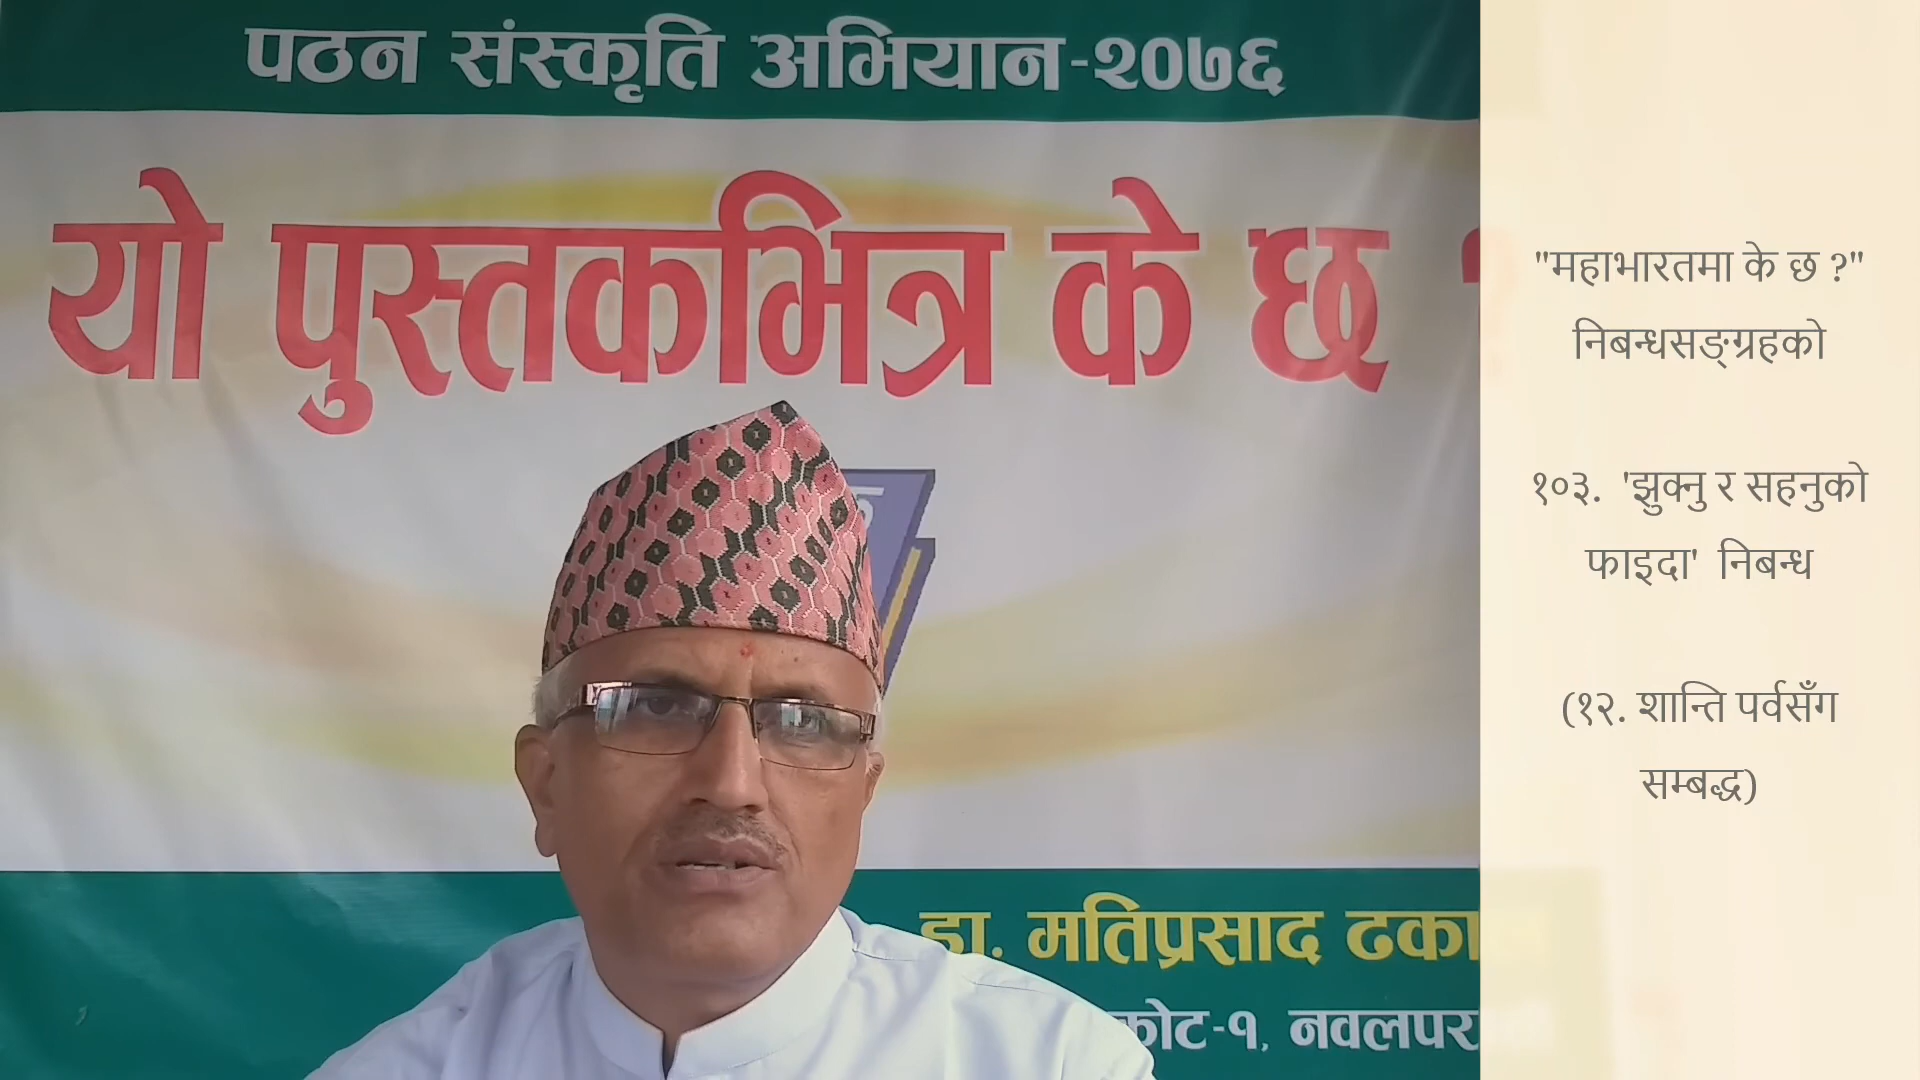 पठन संस्कृति अभियान-२०७६
यो पुस्तकभित्र के छ ?
डा. मतिप्रसाद ढका
कोट-१, नवलपर
"महाभारतमा के छ ?"
निबन्धसङ्ग्रहको
१०३. 'झुक्नु र सहनुको
फाइदा' निबन्ध
(१२. शान्ति पर्वसँग
सम्बद्ध)